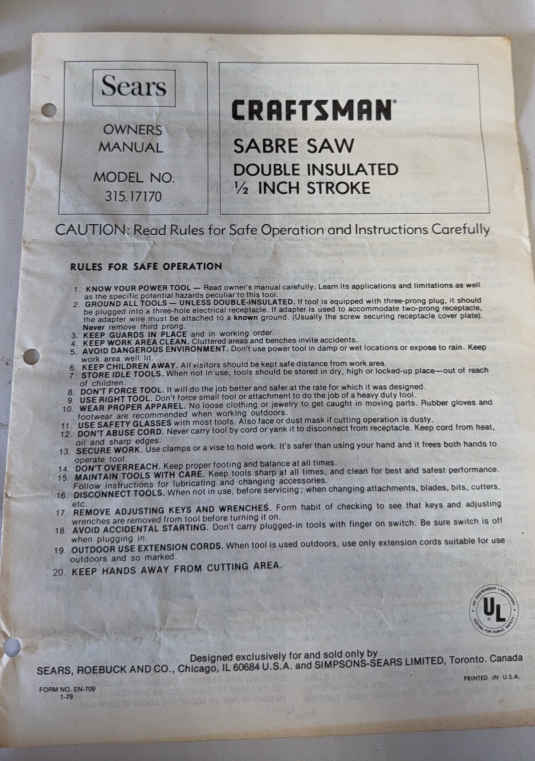 Sears
OWNERS
MANUAL
MODEL NO.
315.17170
CRAFTSMAN®
SABRE SAW
DOUBLE INSULATED
½ INCH STROKE
CAUTION: Read Rules for Safe Operation and Instructions Carefully
RULES FOR SAFE OPERATION
1. KNOW YOUR POWER TOOL — Read owner's manual carefully. Learn its applications and limitations as well
as the specific potential hazards peculiar to this tool.
2. GROUND ALL TOOLS — UNLESS DOUBLE-INSULATED. If tool is equipped with three-prong plug, it should
be plugged into a three-hole electrical receptacle. If adapter is used to accommodate two-prong receptacle,
the adapter wire must be attached to a known ground. (Usually the screw securing receptacle cover plate).
Never remove third prong.
3. KEEP GUARDS IN PLACE and in working order.
4. KEEP WORK AREA CLEAN. Cluttered areas and benches invite accidents.
5. AVOID DANGEROUS ENVIRONMENT. Don't use power tool in damp or wet locations or expose to rain. Keep
work area well lit.
6. KEEP CHILDREN AWAY. All visitors should be kept safe distance from work area.
7. STORE IDLE TOOLS. When not in use, tools should be stored in dry, high or locked-up place—out of reach
of children.
8. DON'T FORCE TOOL. It will do the job better and safer at the rate for which it was designed.
9. USE RIGHT TOOL. Don't force small tool or attachment to do the job of a heavy duty tool.
10. WEAR PROPER APPAREL. No loose clothing or jewelry to get caught in moving parts. Rubber gloves and
footwear are recommended when working outdoors.
11. USE SAFETY GLASSES with most tools. Also face or dust mask if cutting operation is dusty.
12. DON'T ABUSE CORD. Never carry tool by cord or yank it to disconnect from receptacle. Keep cord from heat,
oil and sharp edges.
13. SECURE WORK. Use clamps or a vise to hold work. It's safer than using your hand and it frees both hands to
operate tool.
14. DON'T OVERREACH. Keep proper footing and balance at all times.
15. MAINTAIN TOOLS WITH CARE. Keep tools sharp at all times, and clean for best and safest performance.
Follow instructions for lubricating and changing accessories.
16. DISCONNECT TOOLS. When not in use, before servicing; when changing attachments, blades, bits, cutters,
etc.
17. REMOVE ADJUSTING KEYS AND WRENCHES. Form habit of checking to see that keys and adjusting
wrenches are removed from tool before turning it on.
18. AVOID ACCIDENTAL STARTING. Don't carry plugged-in tools with finger on switch. Be sure switch is off
when plugging in.
19. OUTDOOR USE EXTENSION CORDS. When tool is used outdoors, use only extension cords suitable for use
outdoors and so marked.
20. KEEP HANDS AWAY FROM CUTTING AREA.
UL
Designed exclusively for and sold only by
SEARS, ROEBUCK AND CO., Chicago, IL 60684 U.S.A. and SIMPSONS-SEARS LIMITED, Toronto. Canada
FORM NO. EN-709
1-79
PRINTED IN U.S.A.